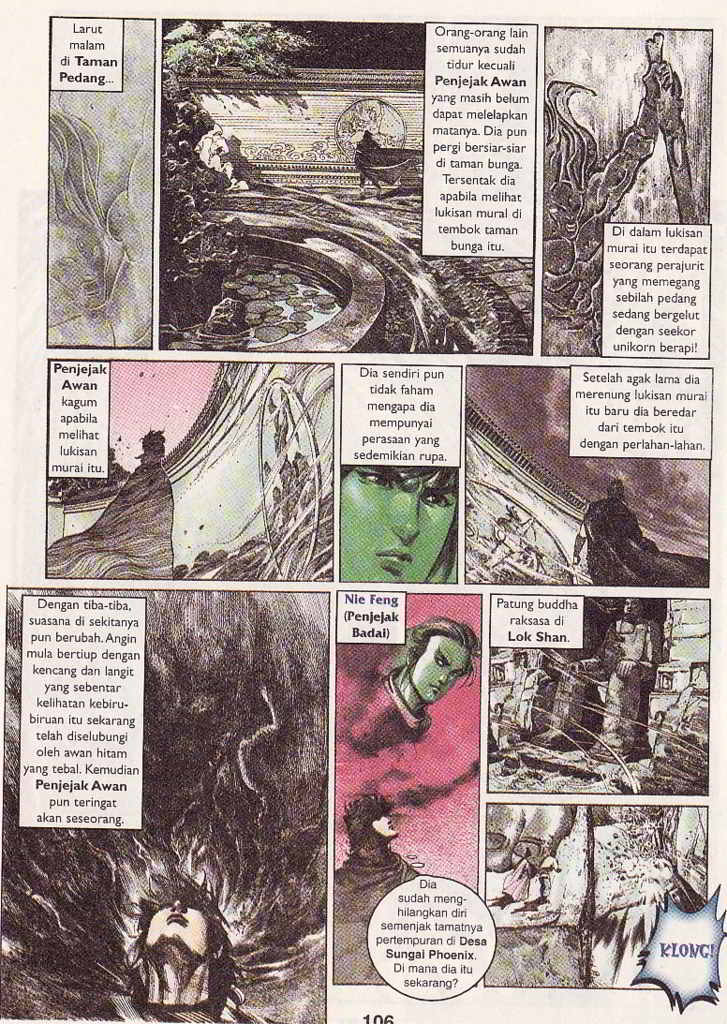 Larut
malam
di Taman
Pedang...
Orang-orang lain
semuanya sudah
tidur kecuali
Penjejak Awan
yang masih belum
dapat melelapkan
matanya. Dia pun
pergi bersiar-siar
di taman bunga.
Tersentak dia
apabila melihat
lukisan mural di
tembok taman
bunga itu.
Di dalam lukisan
murai itu terdapat
seorang perajurit
yang memegang
sebilah pedang
sedang bergelut
dengan seekor
unikorn berapi!
Penjejak
Awan
kagum
apabila
melihat
lukisan
murai itu.
Dia sendiri pun
tidak faham
mengapa dia
mempunyai
perasaan yang
sedemikian rupa.
Setelah agak lama dia
merenung lukisan murai
itu baru dia beredar
dari tembok itu
dengan perlahan-lahan.
Dengan tiba-tiba,
suasana di sekitanya
pun berubah. Angin
mula bertiup dengan
kencang dan langit
yang sebentar
kelihatan kebiru-
biruan itu sekarang
telah diselubungi
oleh awan hitam
yang tebal. Kemudian
Penjejak Awan
pun teringat
akan seseorang.
Nie Feng
(Penjejak
Badai)
Dia
sudah meng-
hilangkan diri
semenjak tamatnya
pertempuran di Desa
Sungai Phoenix.
Di mana dia itu
sekarang?
Patung buddha
raksasa di
Lok Shan.
KLONG!
106